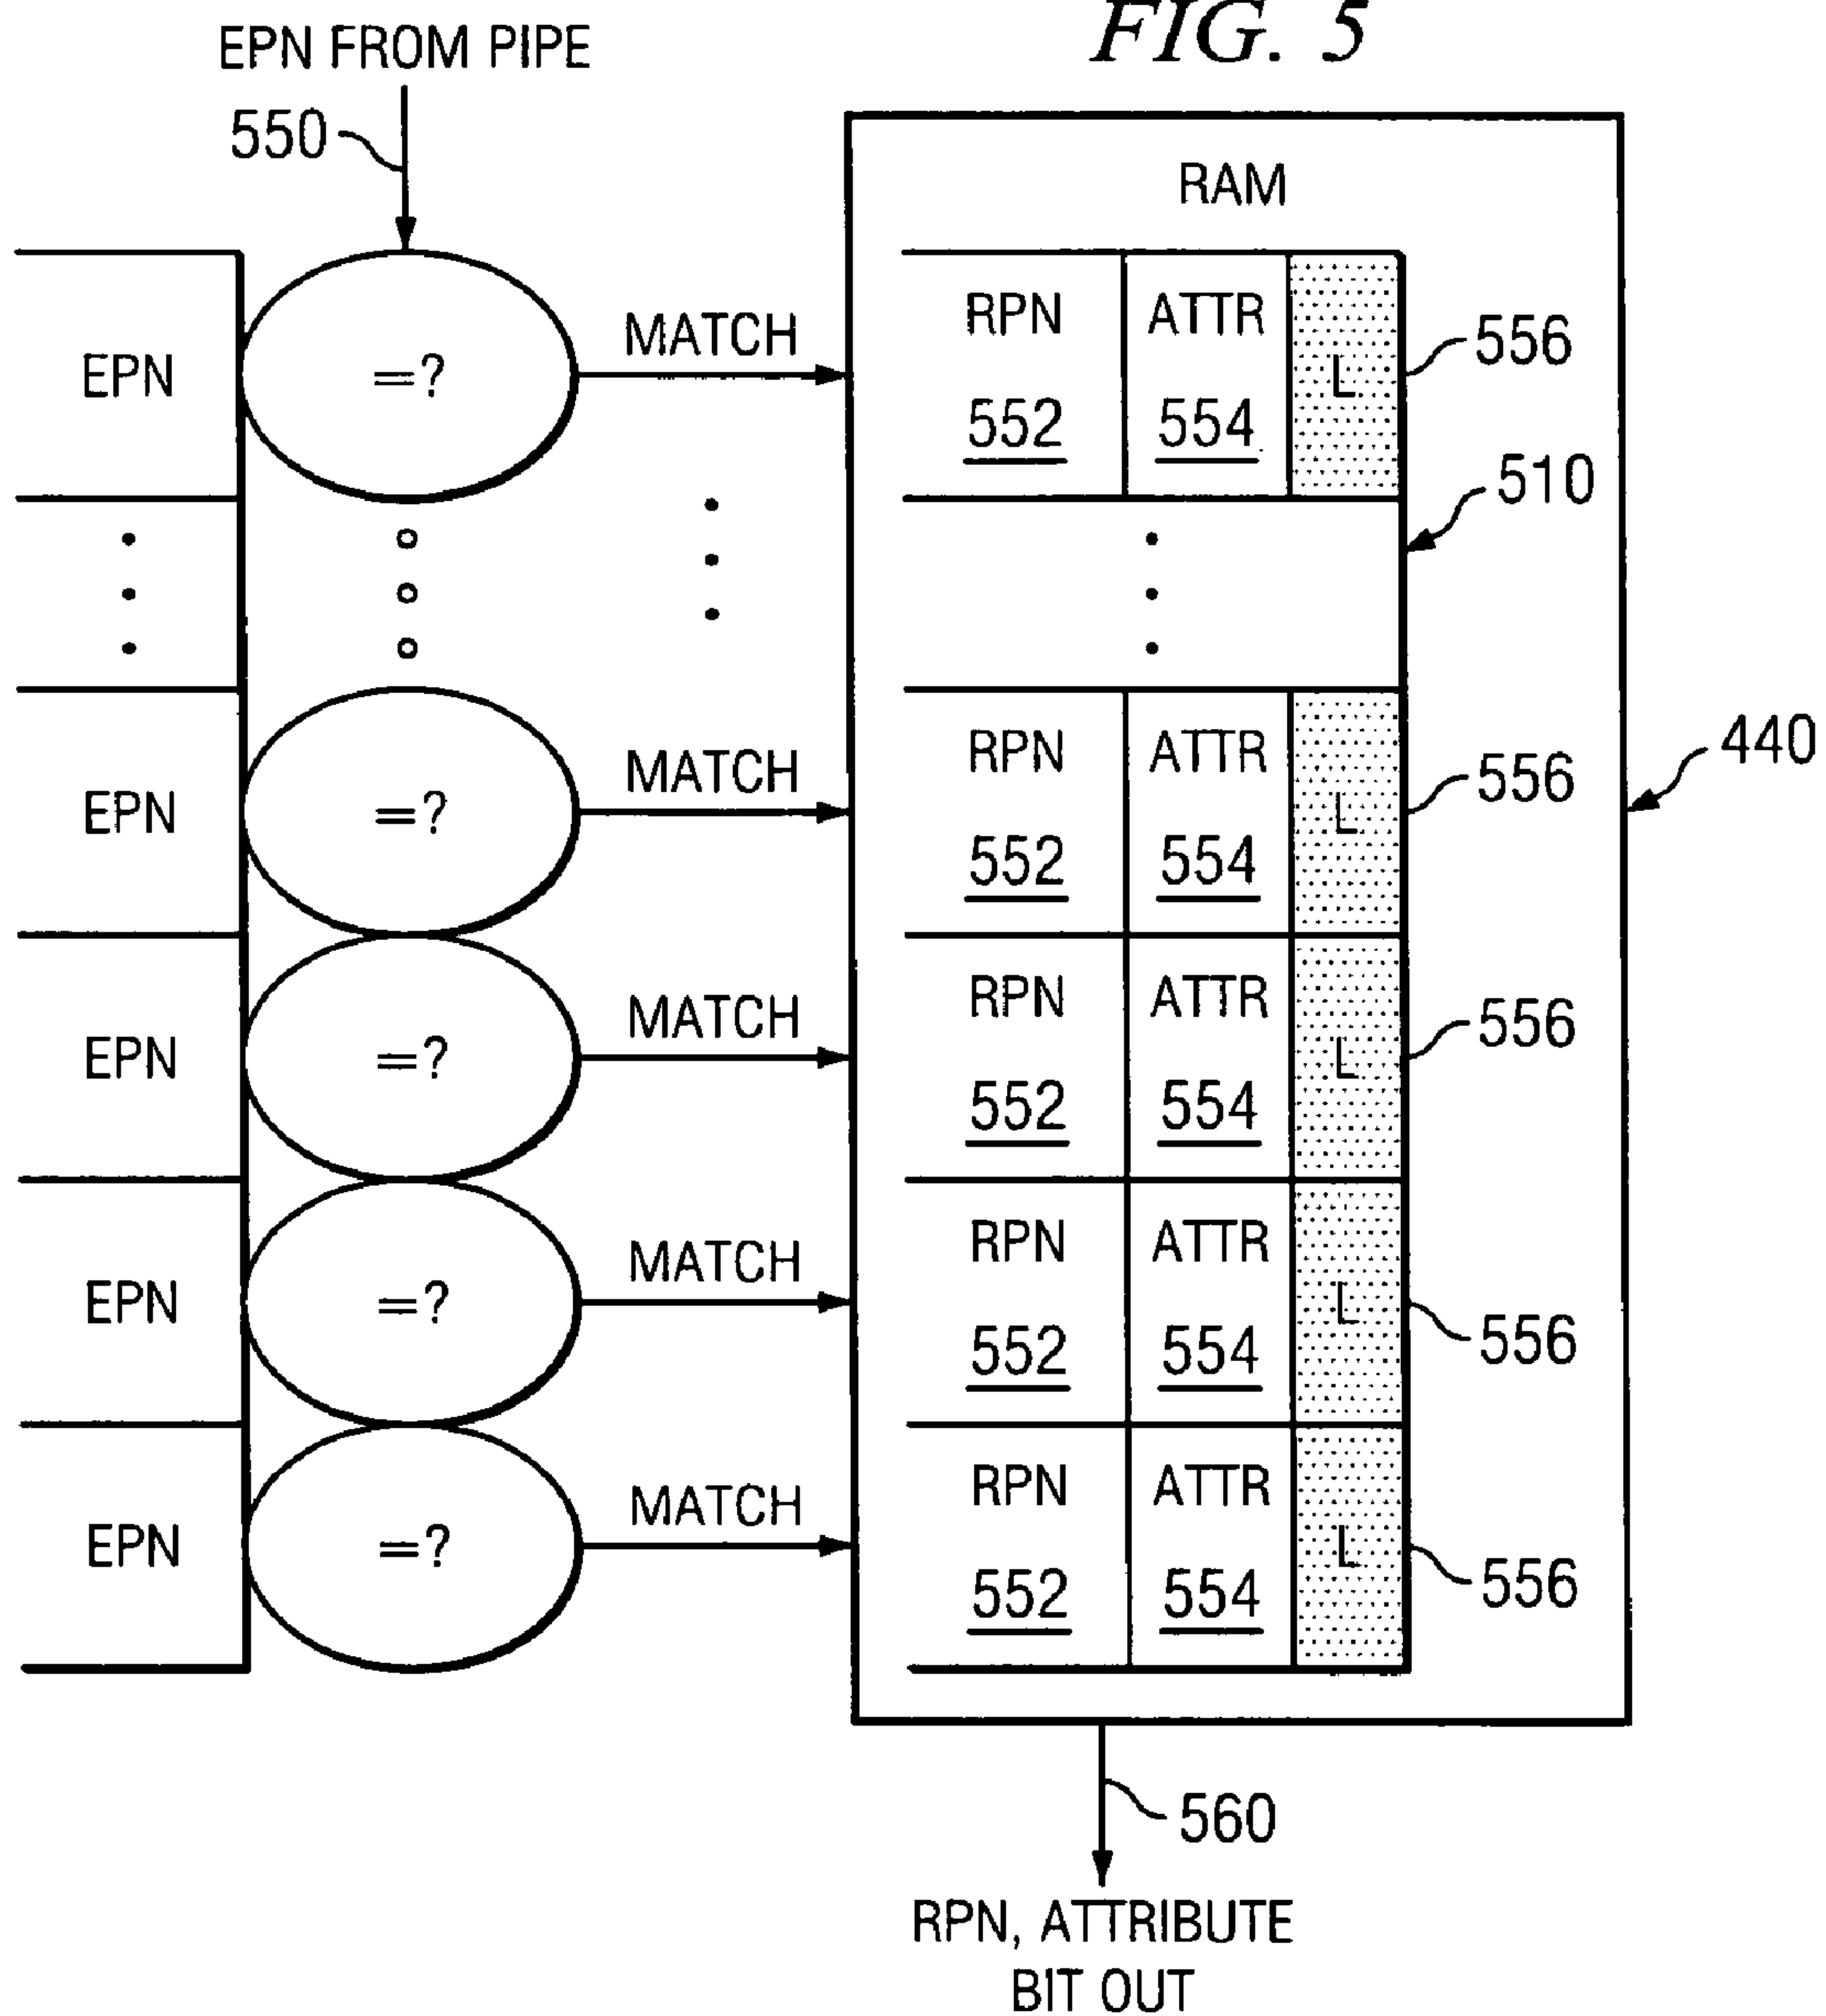 FIG. 5
EPN FROM PIPE
550
RAM
EPN
=?
MATCH
RPN
552
ATTR
554
L
556
510
EPN
=?
MATCH
RPN
552
ATTR
554
L
556
440
EPN
=?
MATCH
RPN
552
ATTR
554
L
556
EPN
=?
MATCH
RPN
552
ATTR
554
L
556
EPN
=?
MATCH
RPN
552
ATTR
554
L
556
560
RPN, ATTRIBUTE
BIT OUT